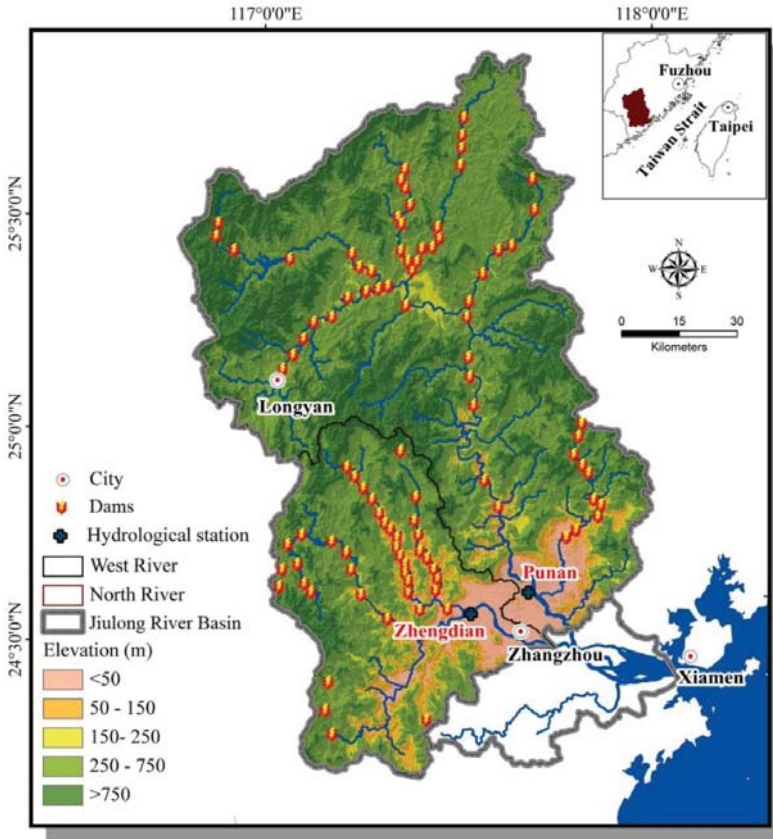 117°0'0"E
118°0'0"E
Fuzhou
Taipei
Taiwan Strait
25°30'0"N
25°0'0"N
24°30'0"N
N
W
E
S
0
15
30
Kilometers
Longyan
Punan
Zhengdian
Zhangzhou
Xiamen
City
Dams
Hydrological station
West River
North River
Jiulong River Basin
Elevation (m)
<50
50 - 150
150- 250
250 - 750
>750